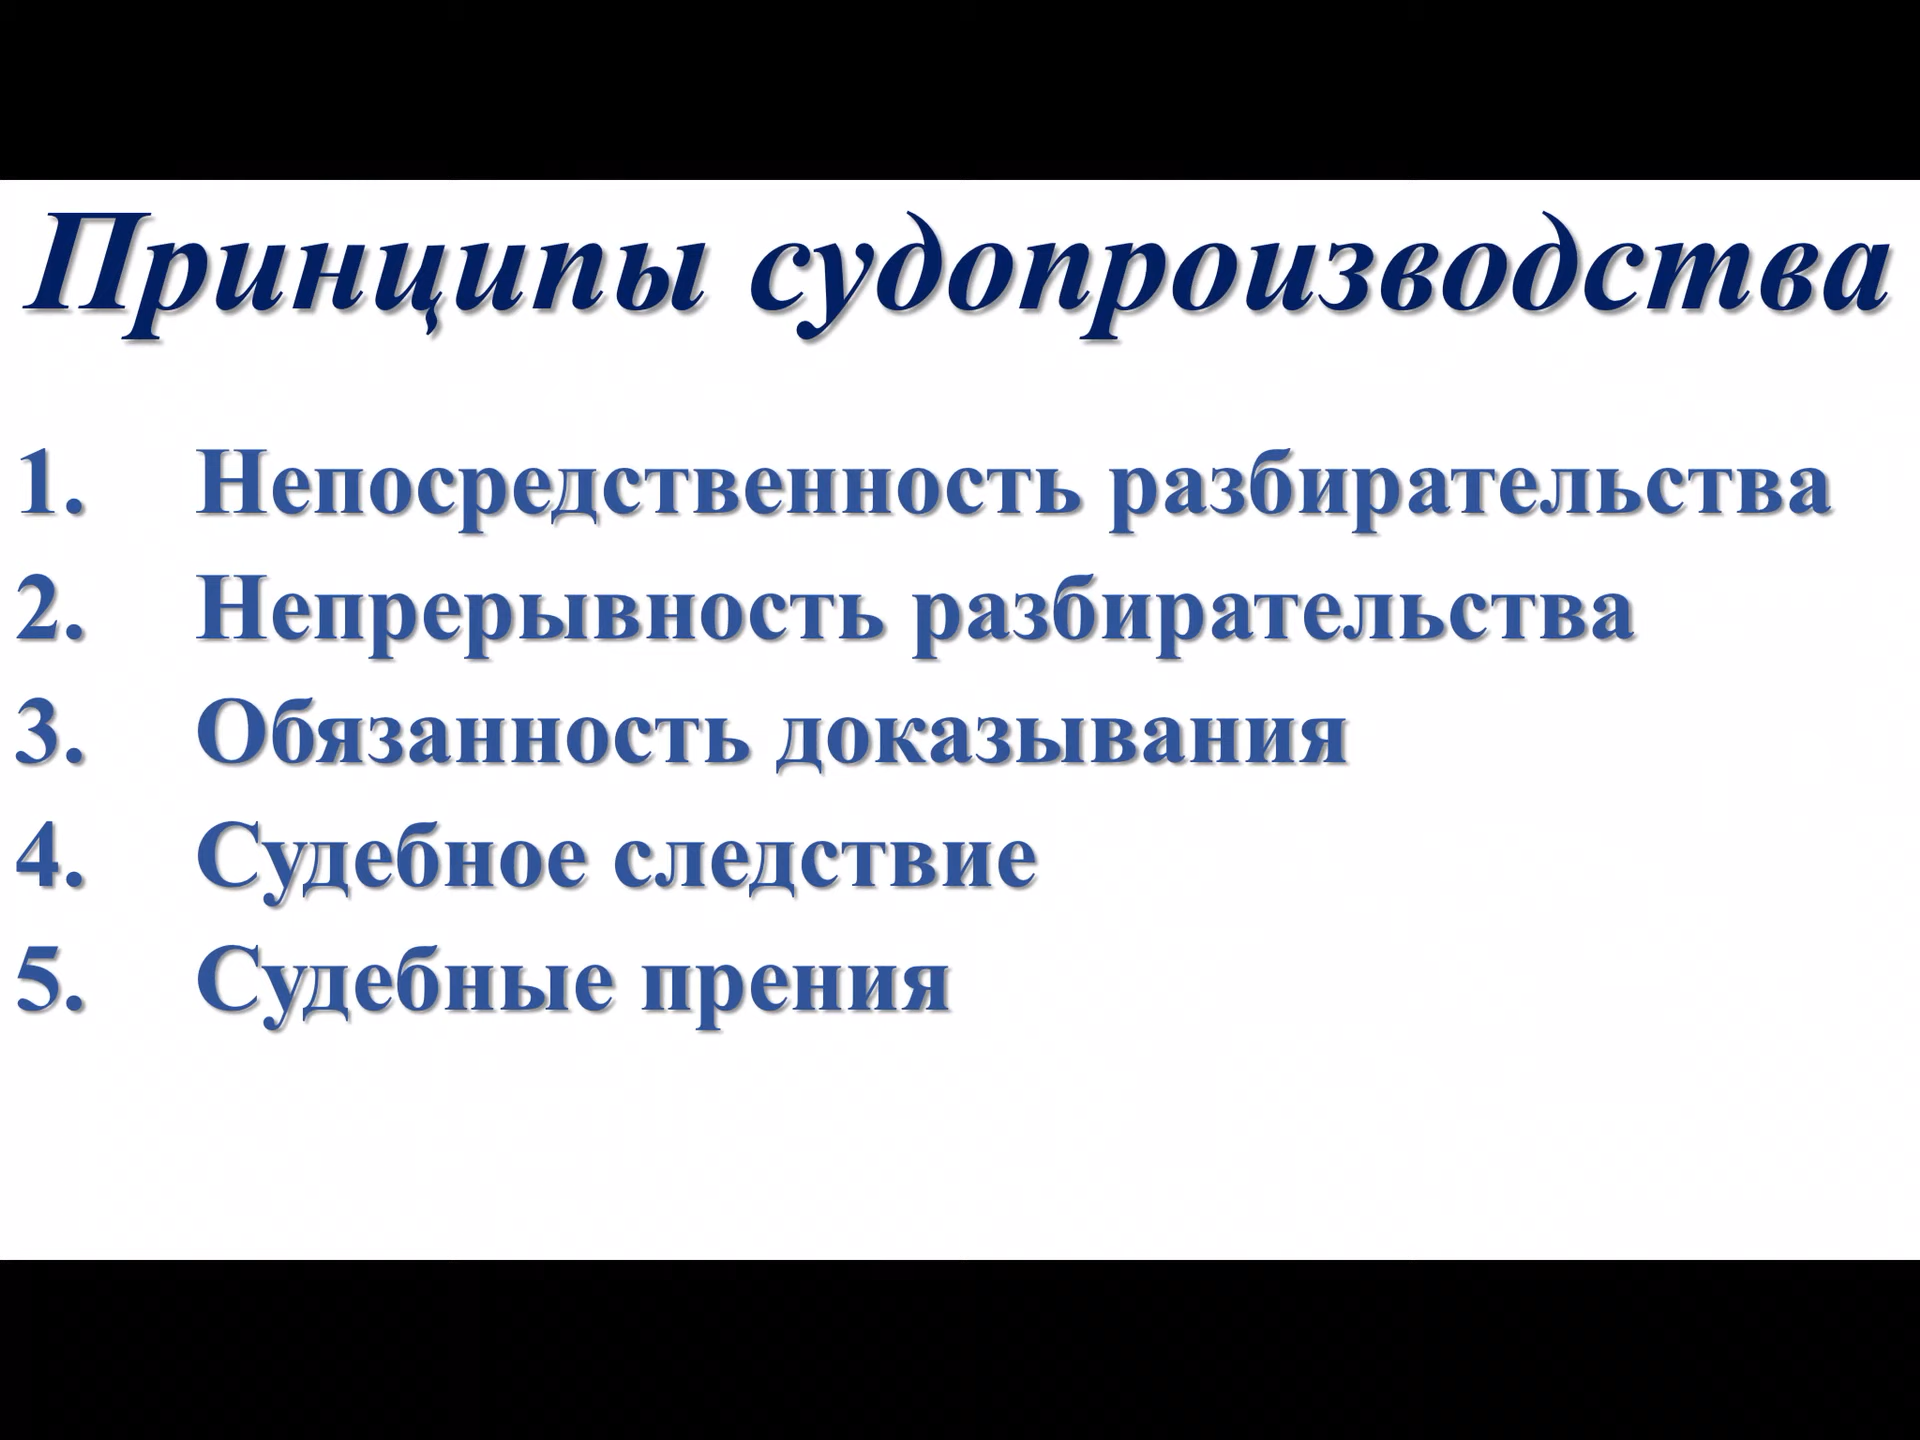 Принципы судопроизводства
1. Непосредственность разбирательства
2. Непрерывность разбирательства
3. Обязанность доказывания
4. Судебное следствие
5. Судебные прения